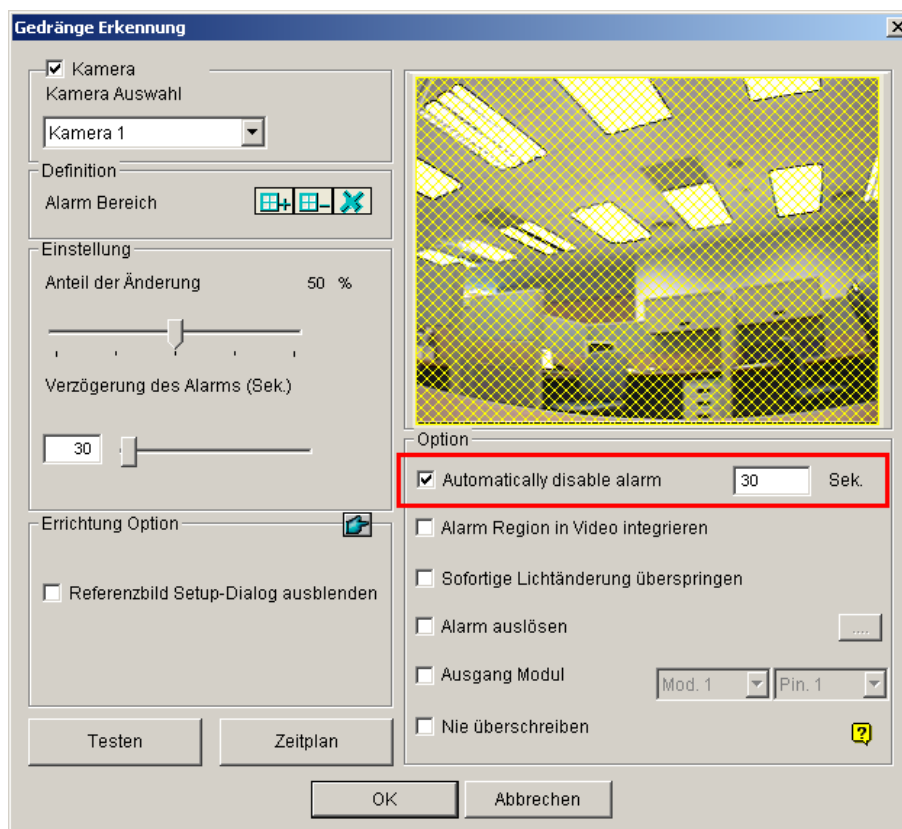 Gedränge Erkennung
Kamera
Kamera Auswahl
Kamera 1
Definition
Alarm Bereich
Einstellung
Anteil der Änderung 50 %
Verzögerung des Alarms (Sek.)
30
Errichtung Option
Referenzbild Setup-Dialog ausblenden
Testen
Zeitplan
Option
Automatically disable alarm 30 Sek.
Alarm Region in Video integrieren
Sofortige Lichtänderung überspringen
Alarm auslösen ....
Ausgang Modul Mod. 1 Pin. 1
Nie überschreiben
OK
Abbrechen